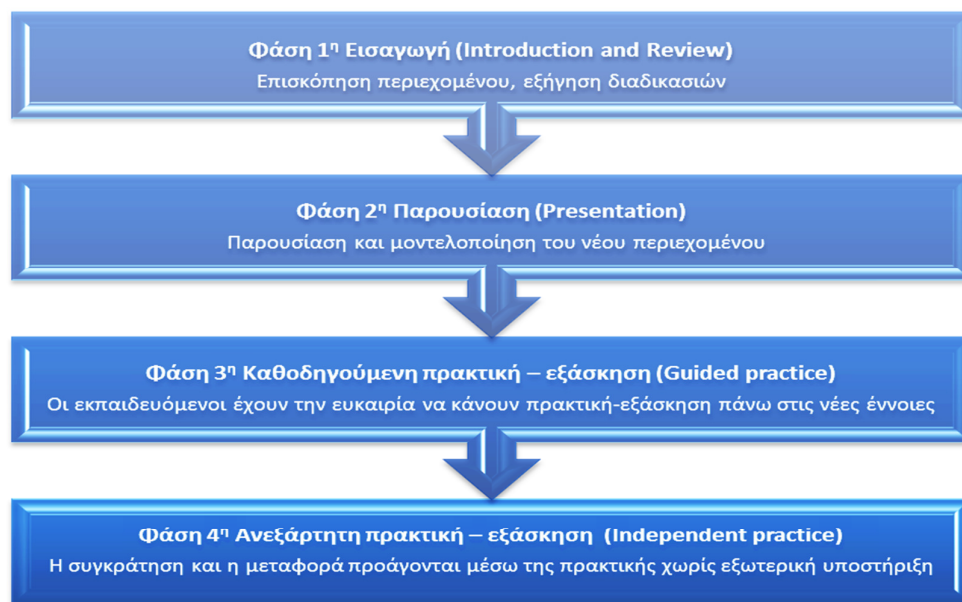 Φάση 1η Εισαγωγή (Introduction and Review)
Επισκόπηση περιεχομένου, εξήγηση διαδικασιών
Φάση 2η Παρουσίαση (Presentation)
Παρουσίαση και μοντελοποίηση του νέου περιεχομένου
Φάση 3η Καθοδηγούμενη πρακτική – εξάσκηση (Guided practice)
Οι εκπαιδευόμενοι έχουν την ευκαιρία να κάνουν πρακτική-εξάσκηση πάνω στις νέες έννοιες
Φάση 4η Ανεξάρτητη πρακτική – εξάσκηση (Independent practice)
Η συγκράτηση και η μεταφορά προάγονται μέσω της πρακτικής χωρίς εξωτερική υποστήριξη